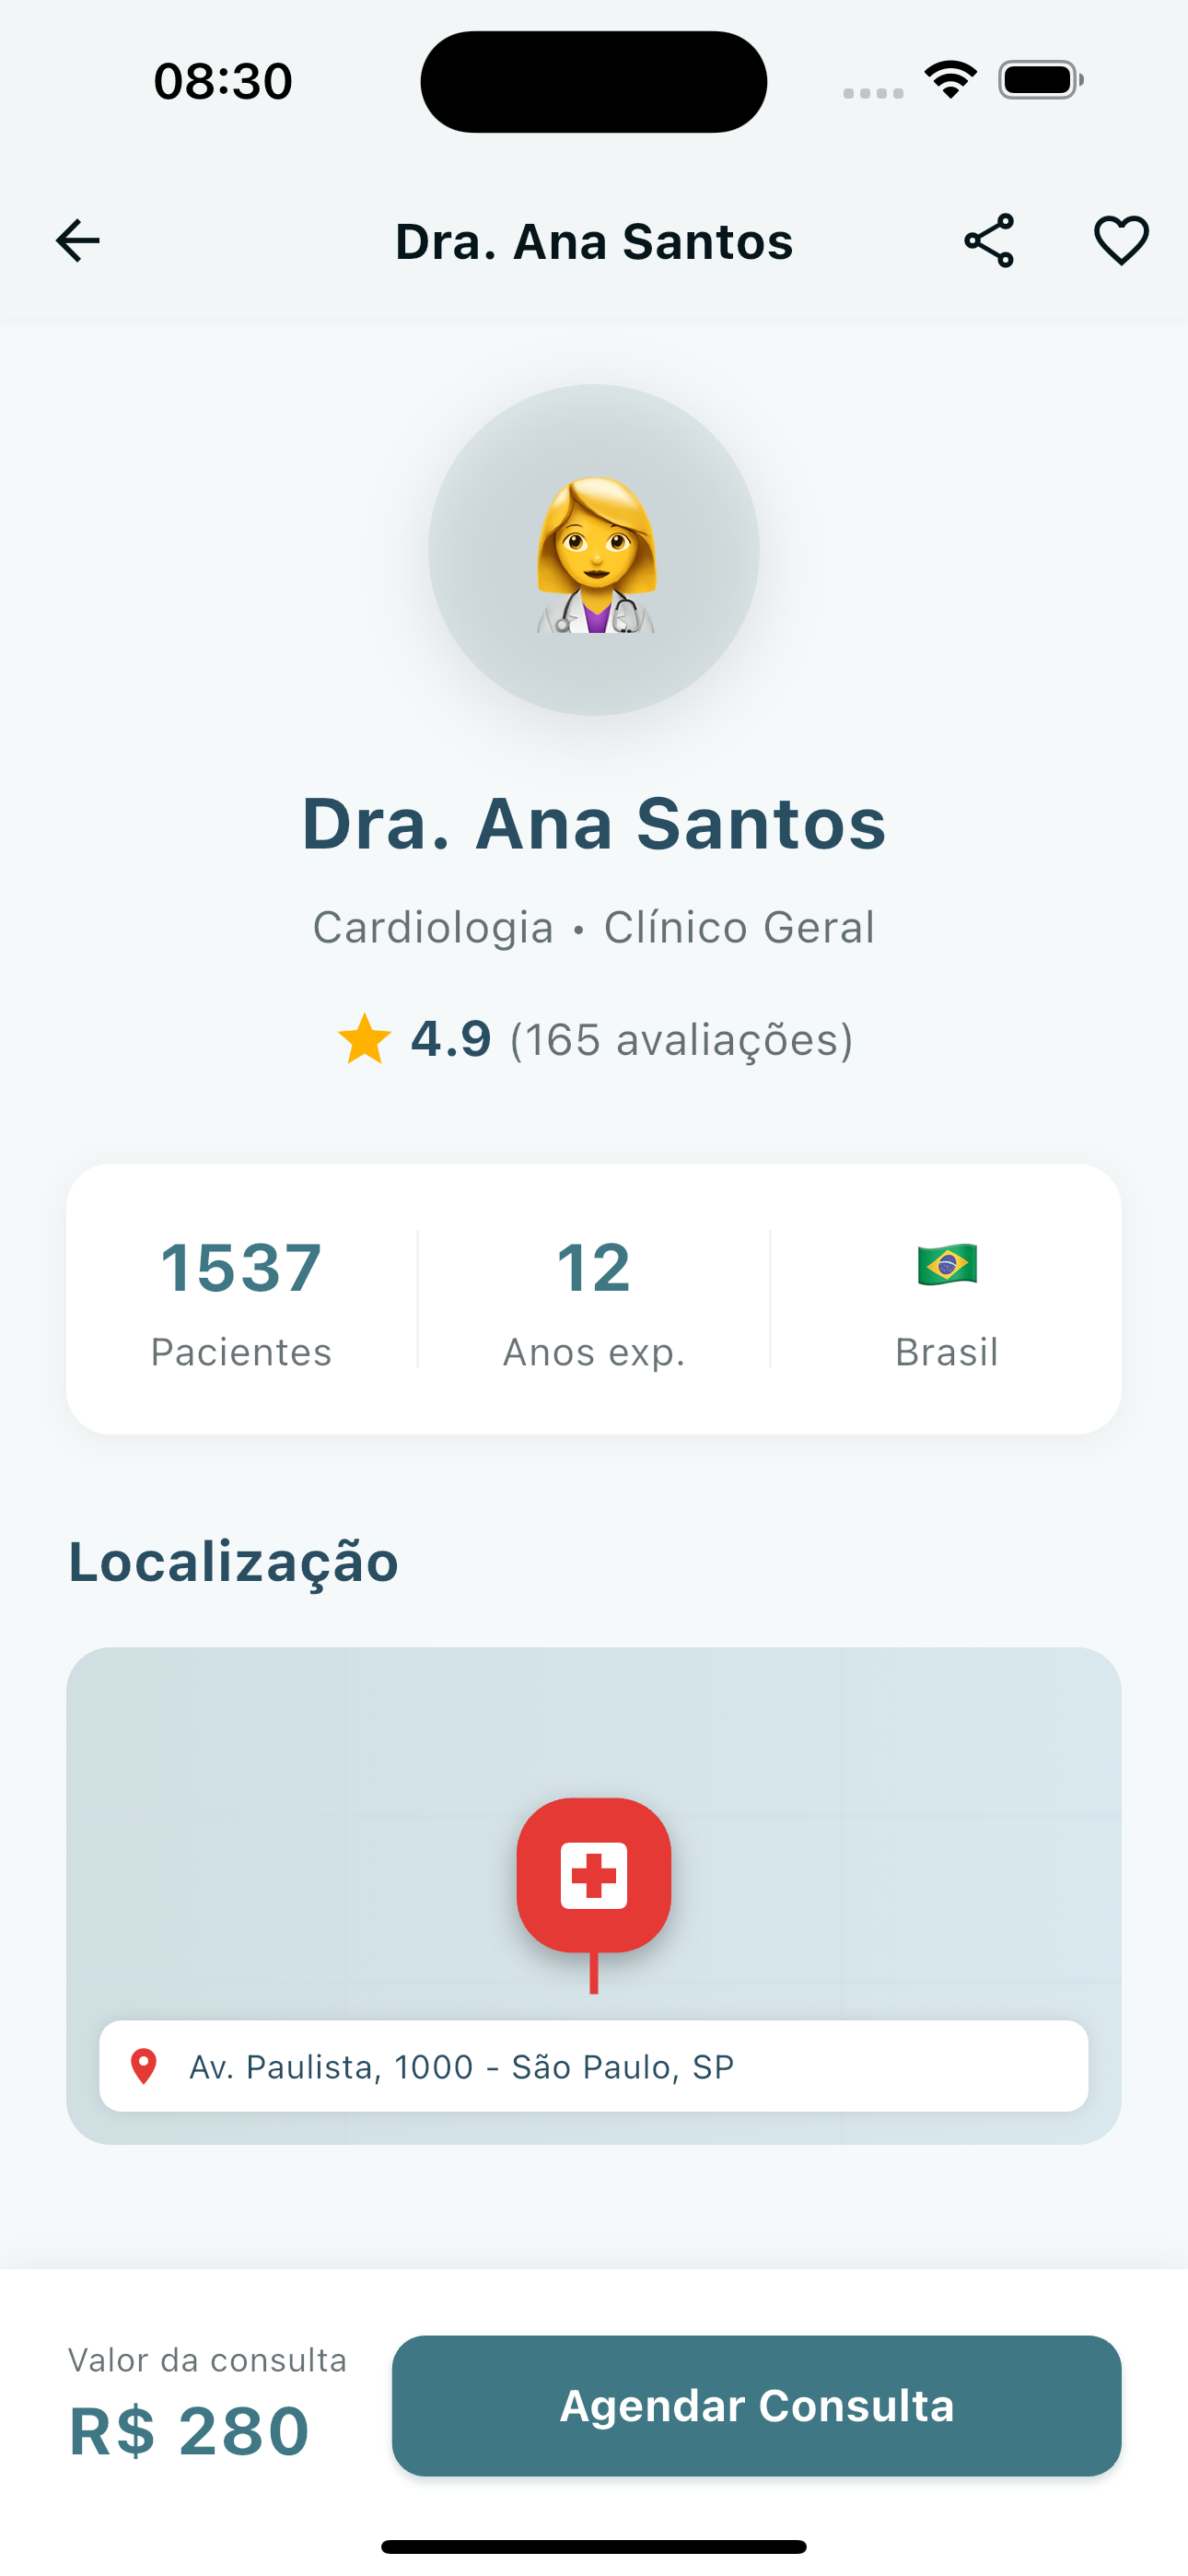 08:30
Dra. Ana Santos
Dra. Ana Santos
Cardiologia • Clínico Geral
4.9 (165 avaliações)
1537
Pacientes
12
Anos exp.
Brasil
Localização
Av. Paulista, 1000 - São Paulo, SP
Valor da consulta
R$ 280
Agendar Consulta